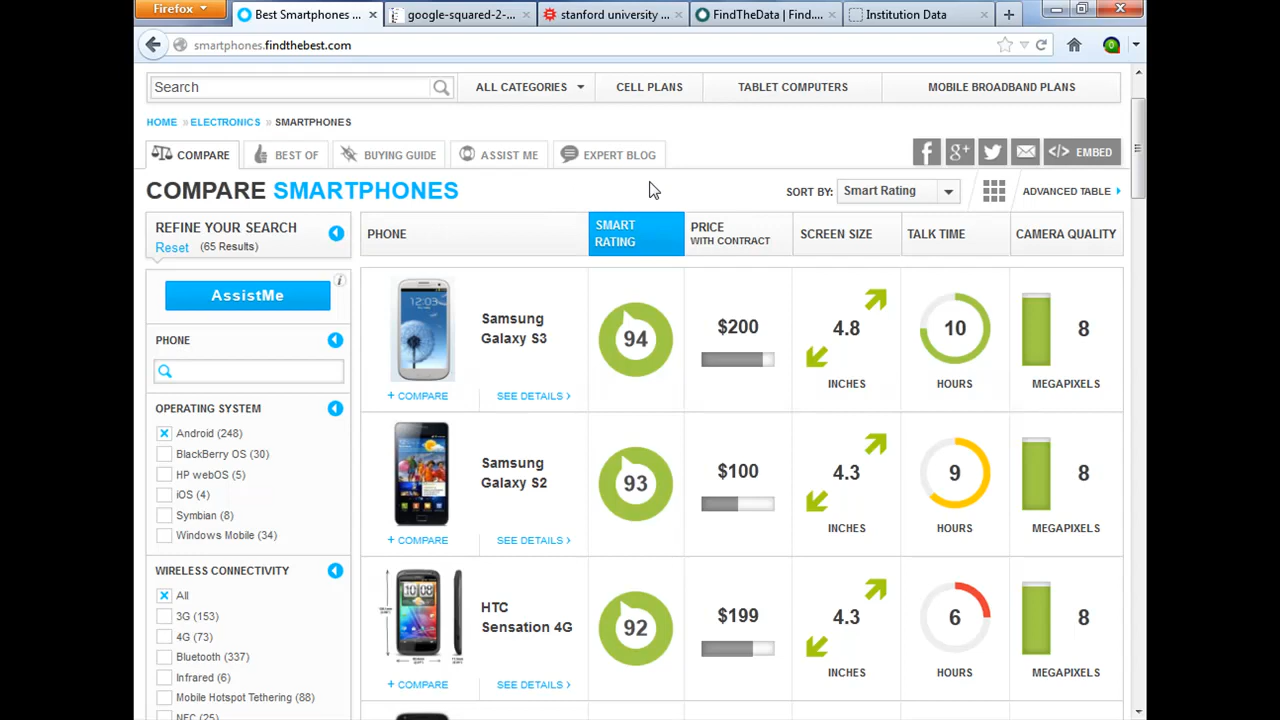 Firefox
Best Smartphones ...
google-squared-2-...
stanford university ...
FindTheData | Find....
Institution Data
smartphones.findthebest.com
Search
ALL CATEGORIES
CELL PLANS
TABLET COMPUTERS
MOBILE BROADBAND PLANS
HOME » ELECTRONICS » SMARTPHONES
COMPARE
BEST OF
BUYING GUIDE
ASSIST ME
EXPERT BLOG
EMBED
COMPARE SMARTPHONES
SORT BY: Smart Rating
ADVANCED TABLE
REFINE YOUR SEARCH
Reset (65 Results)
AssistMe
PHONE
OPERATING SYSTEM
Android (248)
BlackBerry OS (30)
HP webOS (5)
iOS (4)
Symbian (8)
Windows Mobile (34)
WIRELESS CONNECTIVITY
All
3G (153)
4G (73)
Bluetooth (337)
Infrared (6)
Mobile Hotspot Tethering (88)
NFC (25)
PHONE
SMART
RATING
PRICE
WITH CONTRACT
SCREEN SIZE
TALK TIME
CAMERA QUALITY
12:03
Samsung
Galaxy S3
94
$200
4.8
INCHES
10
HOURS
8
MEGAPIXELS
+ COMPARE
SEE DETAILS ›
Samsung
Galaxy S2
93
$100
4.3
INCHES
9
HOURS
8
MEGAPIXELS
+ COMPARE
SEE DETAILS ›
HTC
Sensation 4G
92
$199
4.3
INCHES
6
HOURS
8
MEGAPIXELS
+ COMPARE
SEE DETAILS ›